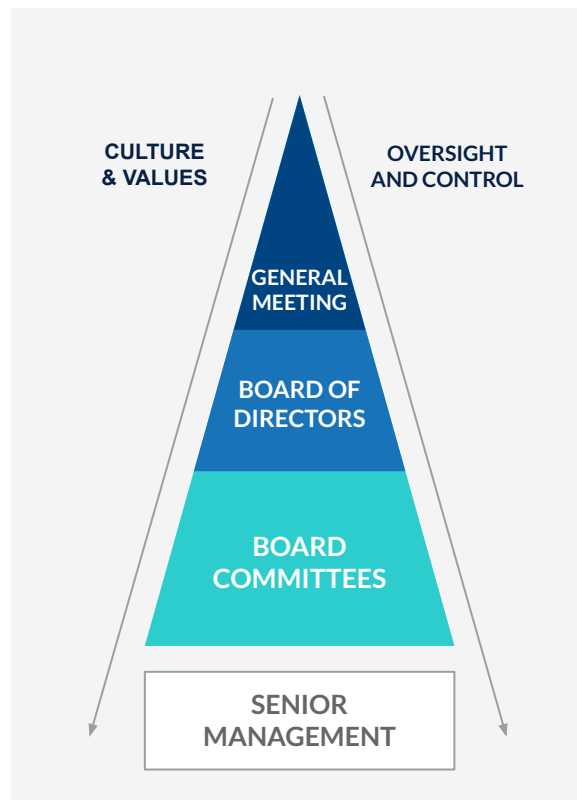 CULTURE
& VALUES
OVERSIGHT
AND CONTROL
GENERAL
MEETING
BOARD OF
DIRECTORS
BOARD
COMMITTEES
SENIOR
MANAGEMENT